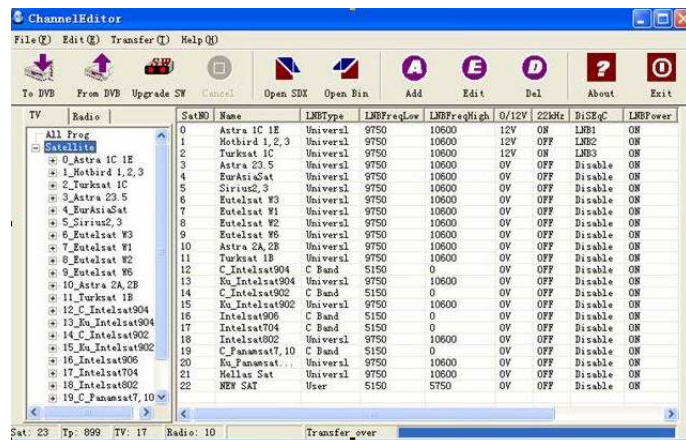 ChannelEditor
File(F) Edit(E) Transfer(T) Help(H)
To DVB From DVB Upgrade SW Cancel Open SDX Open Bin Add Edit Del About Exit
TV Radio
SatNO Name LNBType LNBFreqLow LNBFreqHigh 0/12V 22kHz DiSEqC LNBPower
All Prog
Satellite
0_Astra 1C 1E
1_Hotbird 1,2,3
2_Turksat 1C
3_Astra 23.5
4_EurAsiaSat
5_Sirius2,3
6_Eutelsat W3
7_Eutelsat W1
8_Eutelsat W2
9_Eutelsat W6
10_Astra 2A,2B
11_Turksat 1B
12_C_Intelsat904
13_Ku_Intelsat904
14_C_Intelsat902
15_Ku_Intelsat902
16_Intelsat906
17_Intelsat704
18_Intelsat802
19_C_Panamsat7,10
0 Astra 1C 1E Universl 9750 10600 12V ON LNB1 ON
1 Hotbird 1,2,3 Universl 9750 10600 12V OFF LNB2 ON
2 Turksat 1C Universl 9750 10600 12V ON LNB3 ON
3 Astra 23.5 Universl 9750 10600 0V OFF Disable ON
4 EurAsiaSat Universl 9750 10600 0V OFF Disable ON
5 Sirius2,3 Universl 9750 10600 0V OFF Disable ON
6 Eutelsat W3 Universl 9750 10600 0V OFF Disable ON
7 Eutelsat W1 Universl 9750 10600 0V OFF Disable ON
8 Eutelsat W2 Universl 9750 10600 0V OFF Disable ON
9 Eutelsat W6 Universl 9750 10600 0V OFF Disable ON
10 Astra 2A,2B Universl 9750 10600 0V OFF Disable ON
11 Turksat 1B Universl 9750 10600 0V OFF Disable ON
12 C_Intelsat904 C Band 5150 0 0V OFF Disable ON
13 Ku_Intelsat904 Universl 9750 10600 0V OFF Disable ON
14 C_Intelsat902 C Band 5150 0 0V OFF Disable ON
15 Ku_Intelsat902 Universl 9750 10600 0V OFF Disable ON
16 Intelsat906 C Band 5150 0 0V OFF Disable ON
17 Intelsat704 C Band 5150 0 0V OFF Disable ON
18 Intelsat802 Universl 9750 10600 0V OFF Disable ON
19 C_Panamsat7,10 C Band 5150 0 0V OFF Disable ON
20 Ku_Panamsat... Universl 9750 10600 0V OFF Disable ON
21 Hellas Sat Universl 9750 10600 0V OFF Disable ON
22 NEW SAT User 5150 5750 0V OFF Disable ON
Sat: 23 Tp: 899 TV: 17 Radio: 10 Transfer over